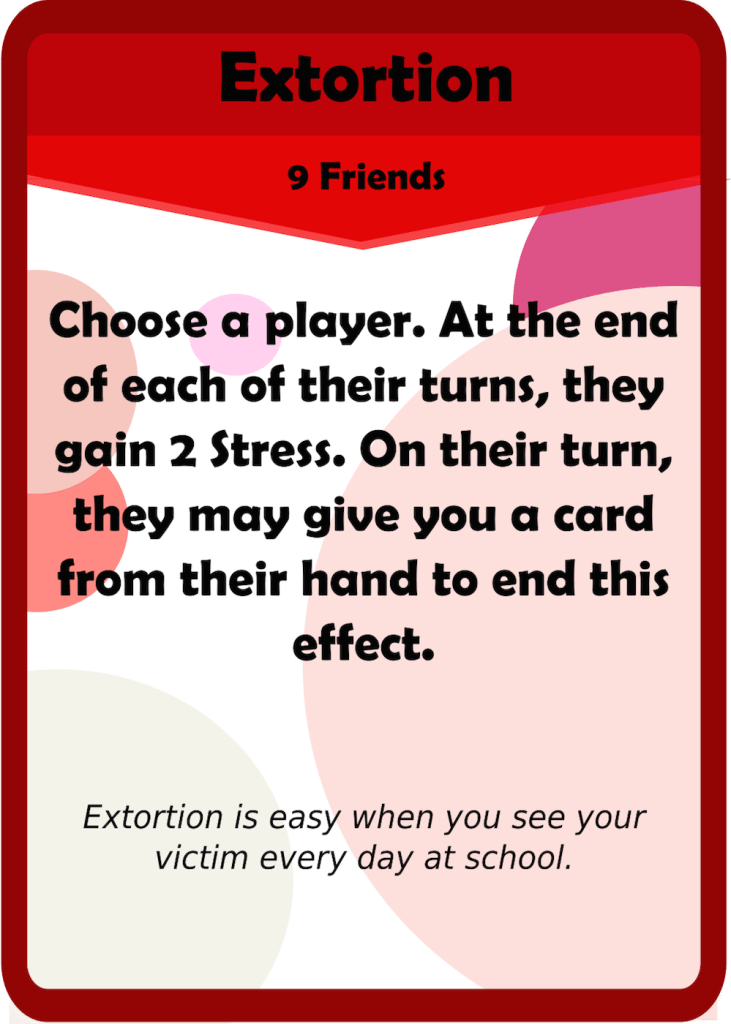 Extortion
9 Friends
Choose a player. At the end
of each of their turns, they
gain 2 Stress. On their turn,
they may give you a card
from their hand to end this
effect.
Extortion is easy when you see your
victim every day at school.